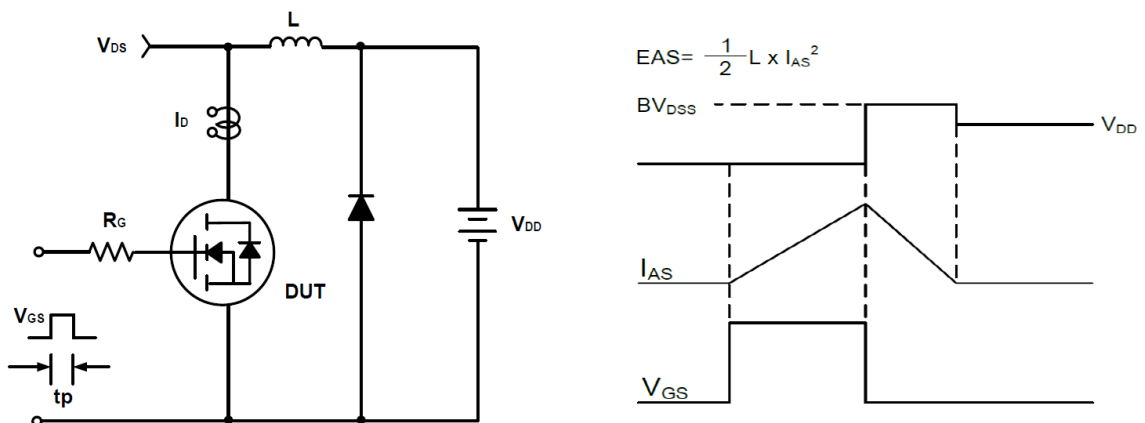 L
VDS
ID
RG
VDD
DUT
VGS
tp
EAS= 1/2 L x IAS²
BVDSS
VDD
IAS
VGS